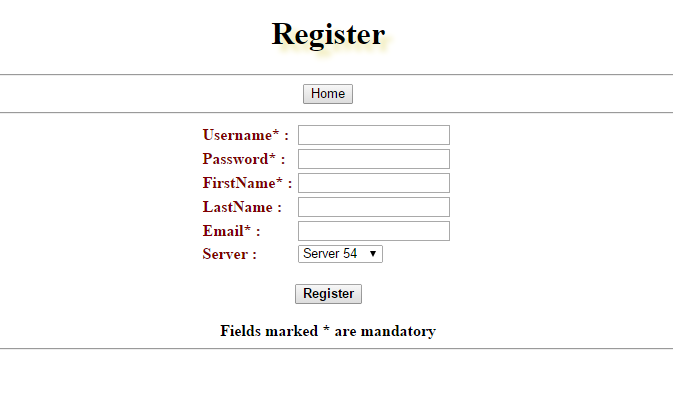 Register
Home
Username* :
Password* :
FirstName* :
LastName :
Email* :
Server : Server 54
Register
Fields marked * are mandatory